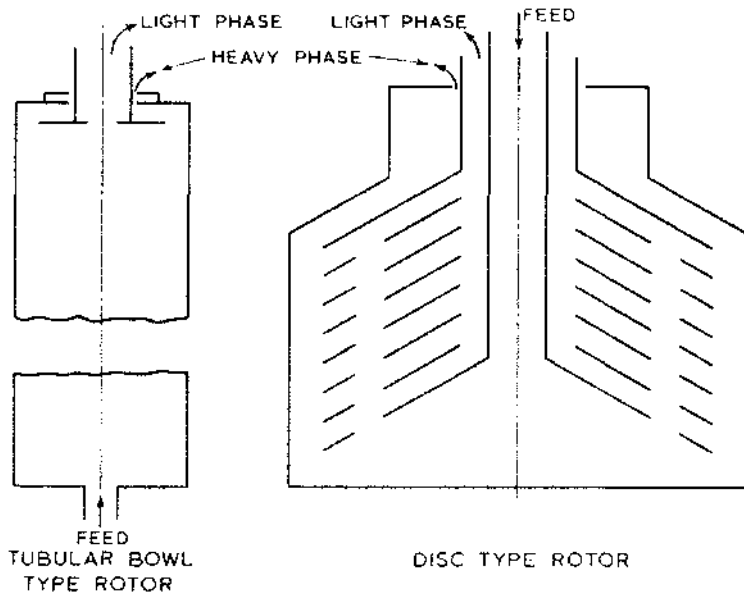 LIGHT PHASE
HEAVY PHASE
FEED
TUBULAR BOWL
TYPE ROTOR
LIGHT PHASE
FEED
DISC TYPE ROTOR